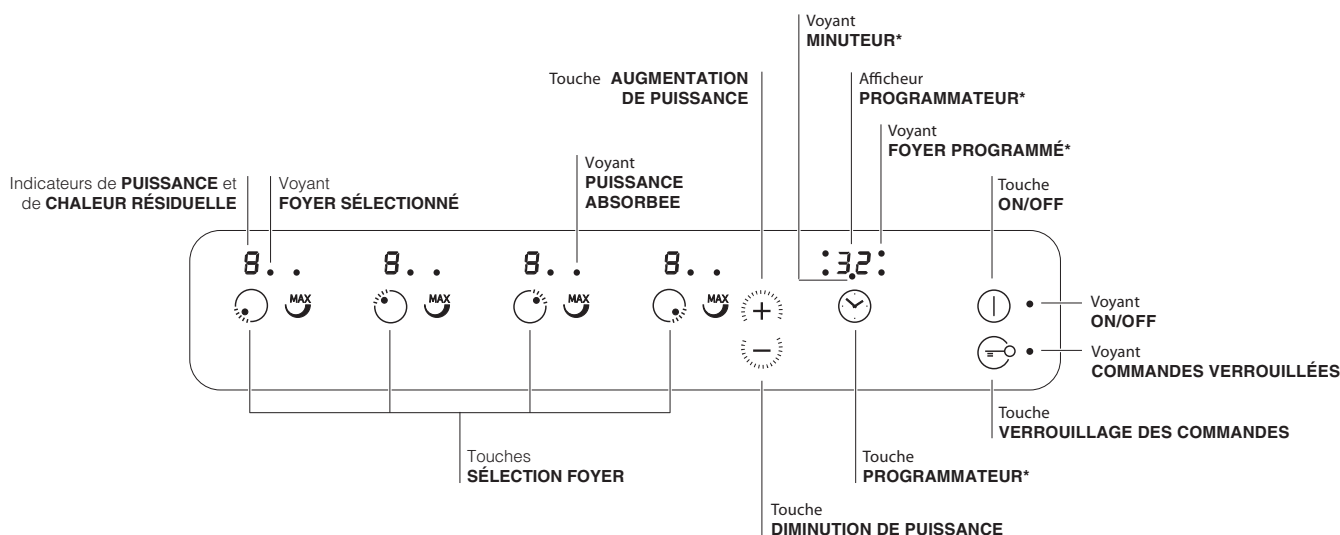 Voyant
MINUTEUR*
Touche AUGMENTATION
DE PUISSANCE
Afficheur
PROGRAMMATEUR*
Voyant
FOYER PROGRAMMÉ*
Voyant
PUISSANCE
ABSORBEE
Indicateurs de PUISSANCE et
de CHALEUR RÉSIDUELLE
Voyant
FOYER SÉLECTIONNÉ
Touche
ON/OFF
8. . 8. . 8. . 8. . :32:
MAX MAX MAX MAX
Voyant
ON/OFF
Voyant
COMMANDES VERROUILLÉES
Touche
VERROUILLAGE DES COMMANDES
Touches
SÉLECTION FOYER
Touche
PROGRAMMATEUR*
Touche
DIMINUTION DE PUISSANCE